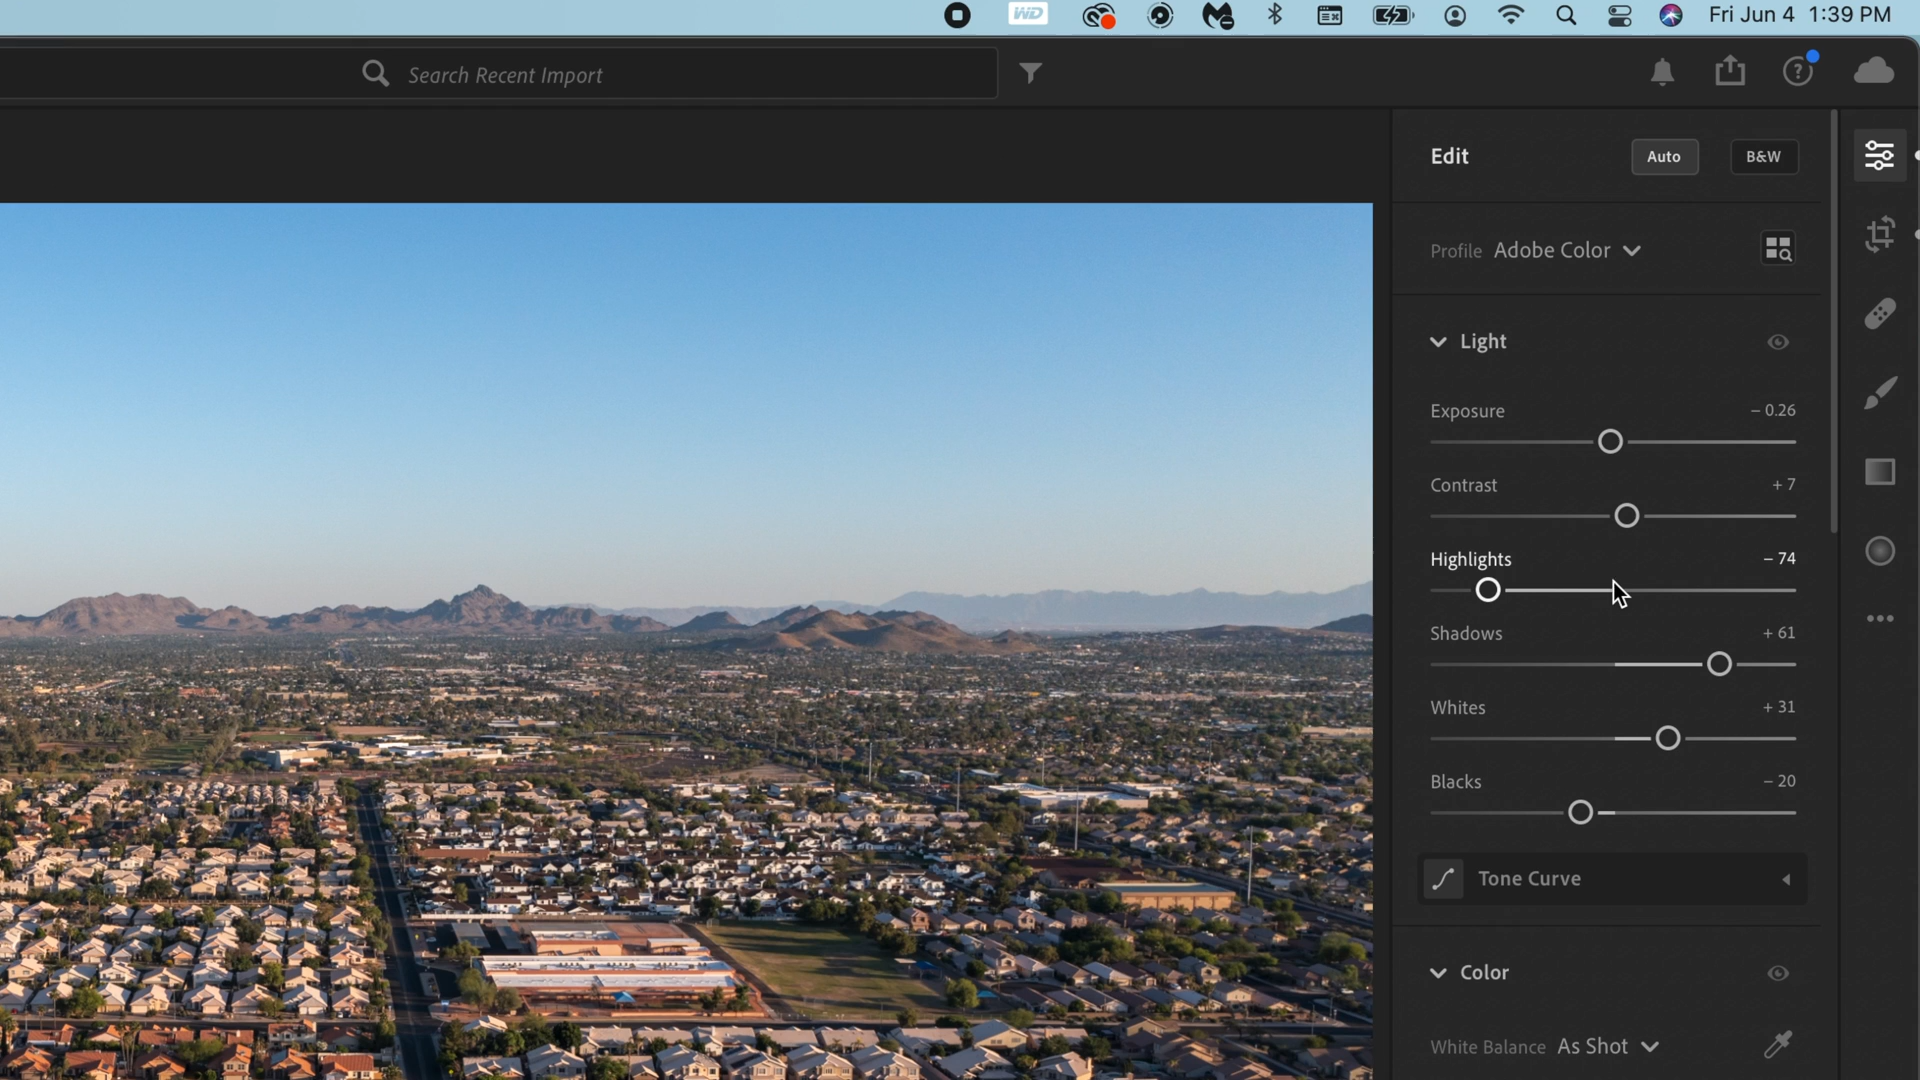 WD
Fri Jun 4 1:39 PM
Search Recent Import
Edit
Auto
B&W
Profile Adobe Color
Light
Exposure – 0.26
Contrast + 7
Highlights – 74
Shadows + 61
Whites + 31
Blacks – 20
Tone Curve
Color
White Balance As Shot